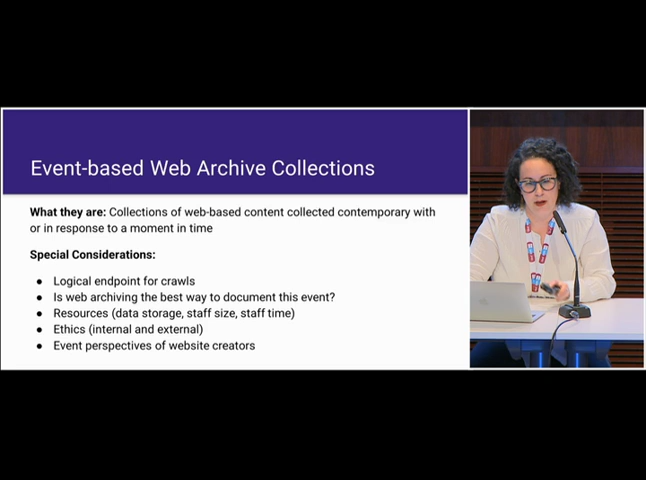 Event-based Web Archive Collections
What they are: Collections of web-based content collected contemporary with
or in response to a moment in time
Special Considerations:
● Logical endpoint for crawls
● Is web archiving the best way to document this event?
● Resources (data storage, staff size, staff time)
● Ethics (internal and external)
● Event perspectives of website creators